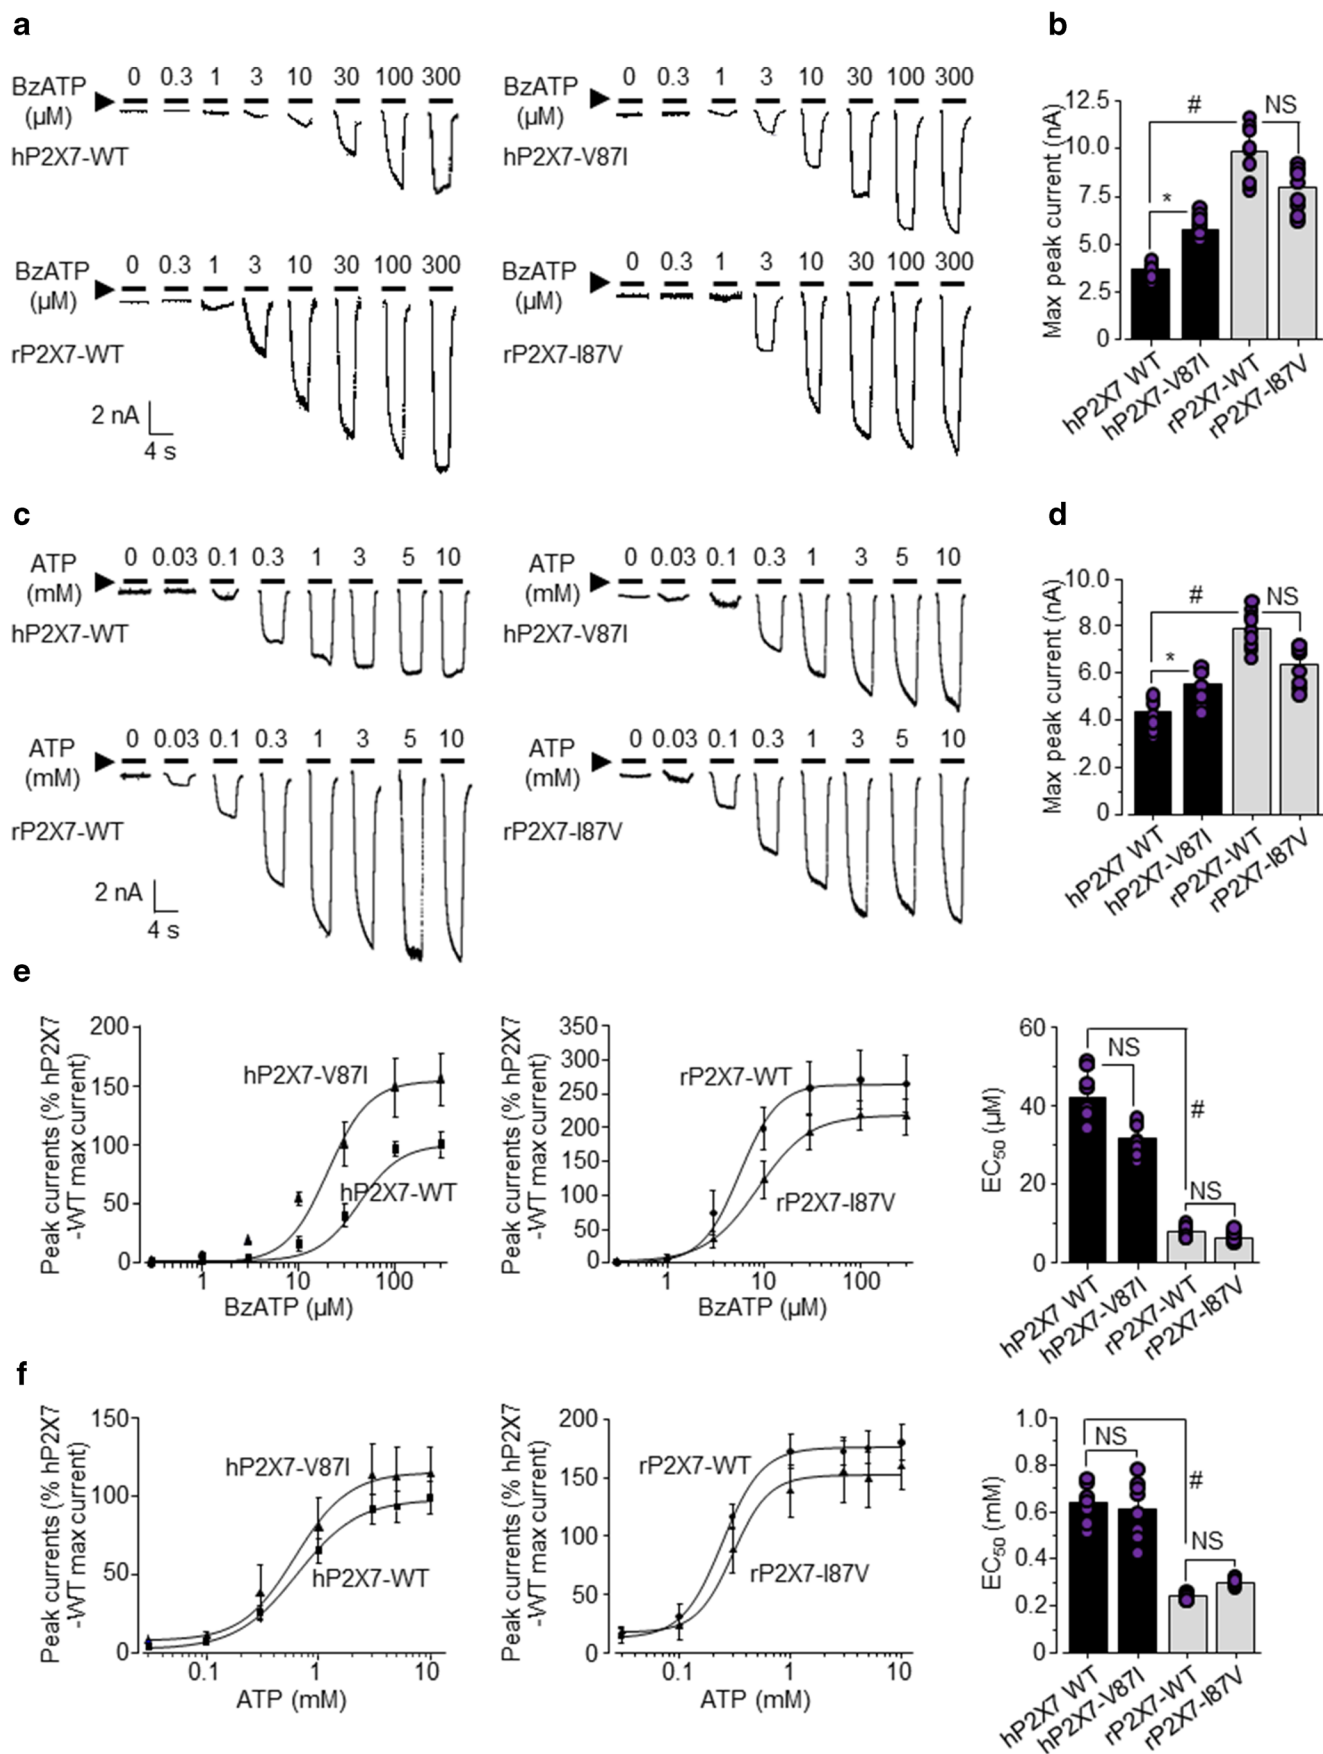 a
BzATP (µM) 0 0.3 1 3 10 30 100 300
hP2X7-WT
BzATP (µM) 0 0.3 1 3 10 30 100 300
hP2X7-V87I
BzATP (µM) 0 0.3 1 3 10 30 100 300
rP2X7-WT
2 nA
4 s
BzATP (µM) 0 0.3 1 3 10 30 100 300
rP2X7-I87V
b
Max peak current (nA)
12.5
10.0
7.5
5.0
2.5
0
* # NS
hP2X7 WT
hP2X7-V87I
rP2X7-WT
rP2X7-I87V
c
ATP (mM) 0 0.03 0.1 0.3 1 3 5 10
hP2X7-WT
ATP (mM) 0 0.03 0.1 0.3 1 3 5 10
hP2X7-V87I
ATP (mM) 0 0.03 0.1 0.3 1 3 5 10
rP2X7-WT
2 nA
4 s
ATP (mM) 0 0.03 0.1 0.3 1 3 5 10
rP2X7-I87V
d
Max peak current (nA)
10.0
8.0
6.0
4.0
.2.0
0
* # NS
hP2X7 WT
hP2X7-V87I
rP2X7-WT
rP2X7-I87V
e
Peak currents (% hP2X7
-WT max current)
200
150
100
50
0
hP2X7-V87I
hP2X7-WT
1 10 100
BzATP (µM)
Peak currents (% hP2X7
-WT max current)
350
300
250
200
150
100
50
0
rP2X7-WT
rP2X7-I87V
1 10 100
BzATP (µM)
EC50 (µM)
60
40
20
0
NS
#
NS
hP2X7 WT
hP2X7-V87I
rP2X7-WT
rP2X7-I87V
f
Peak currents (% hP2X7
-WT max current)
150
100
50
0
hP2X7-V87I
hP2X7-WT
0.1 1 10
ATP (mM)
Peak currents (% hP2X7
-WT max current)
200
150
100
50
0
rP2X7-WT
rP2X7-I87V
0.1 1 10
ATP (mM)
EC50 (mM)
1.0
0.8
0.6
0.4
0.2
0
NS
#
NS
hP2X7 WT
hP2X7-V87I
rP2X7-WT
rP2X7-I87V